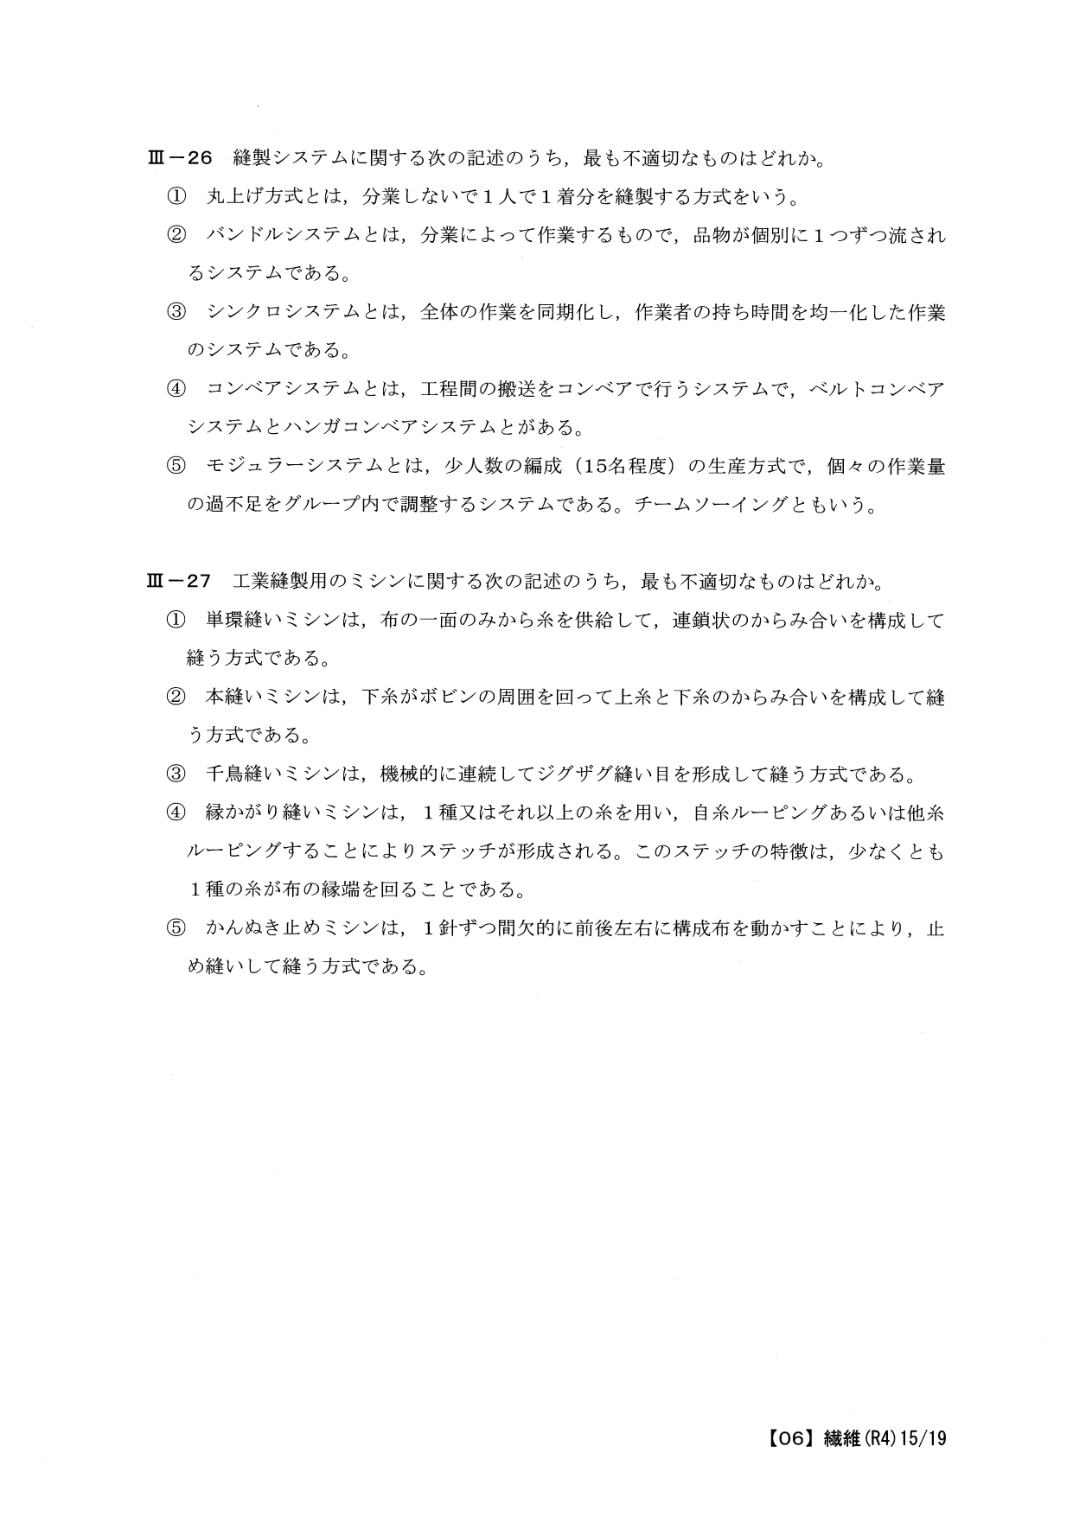 Ⅲ－26　縫製システムに関する次の記述のうち，最も不適切なものはどれか。
①　丸上げ方式とは，分業しないで１人で１着分を縫製する方式をいう。
②　バンドルシステムとは，分業によって作業するもので，品物が個別に１つずつ流され
るシステムである。
③　シンクロシステムとは，全体の作業を同期化し，作業者の持ち時間を均一化した作業
のシステムである。
④　コンベアシステムとは，工程間の搬送をコンベアで行うシステムで，ベルトコンベア
システムとハンガコンベアシステムとがある。
⑤　モジュラーシステムとは，少人数の編成（15名程度）の生産方式で，個々の作業量
の過不足をグループ内で調整するシステムである。チームソーイングともいう。
Ⅲ－27　工業縫製用のミシンに関する次の記述のうち，最も不適切なものはどれか。
①　単環縫いミシンは，布の一面のみから糸を供給して，連鎖状のからみ合いを構成して
縫う方式である。
②　本縫いミシンは，下糸がボビンの周囲を回って上糸と下糸のからみ合いを構成して縫
う方式である。
③　千鳥縫いミシンは，機械的に連続してジグザグ縫い目を形成して縫う方式である。
④　縁かがり縫いミシンは，１種又はそれ以上の糸を用い，自糸ルーピングあるいは他糸
ルーピングすることによりステッチが形成される。このステッチの特徴は，少なくとも
１種の糸が布の縁端を回ることである。
⑤　かんぬき止めミシンは，１針ずつ間欠的に前後左右に構成布を動かすことにより，止
め縫いして縫う方式である。
【06】繊維(R4)15/19